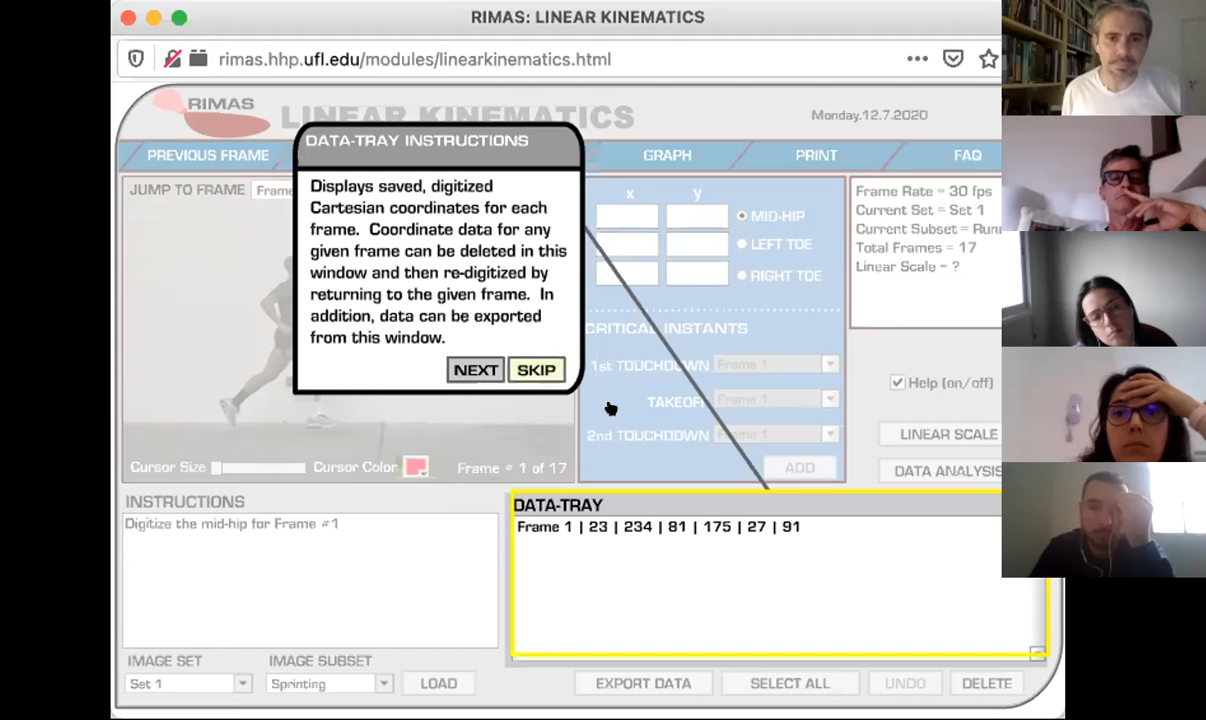 RIMAS: LINEAR KINEMATICS
rimas.hhp.ufl.edu/modules/linearkinematics.html
RIMAS
LINEAR KINEMATICS
Monday.12.7.2020
PREVIOUS FRAME
GRAPH
PRINT
FAQ
DATA-TRAY INSTRUCTIONS
Displays saved, digitized
Cartesian coordinates for each
frame. Coordinate data for any
given frame can be deleted in this
window and then re-digitized by
returning to the given frame. In
addition, data can be exported
from this window.
NEXT SKIP
JUMP TO FRAME Frame
x y
MID-HIP
LEFT TOE
RIGHT TOE
CRITICAL INSTANTS
1st TOUCHDOWN Frame 1
TAKEOFF Frame 1
2nd TOUCHDOWN Frame 1
ADD
Frame Rate = 30 fps
Current Set = Set 1
Current Subset = Run
Total Frames = 17
Linear Scale = ?
Help (on/off)
LINEAR SCALE
DATA ANALYSIS
Cursor Size Cursor Color Frame # 1 of 17
INSTRUCTIONS
Digitize the mid-hip for Frame #1
DATA-TRAY
Frame 1 | 23 | 234 | 81 | 175 | 27 | 91
IMAGE SET IMAGE SUBSET
Set 1 Sprinting LOAD
EXPORT DATA SELECT ALL UNDO DELETE